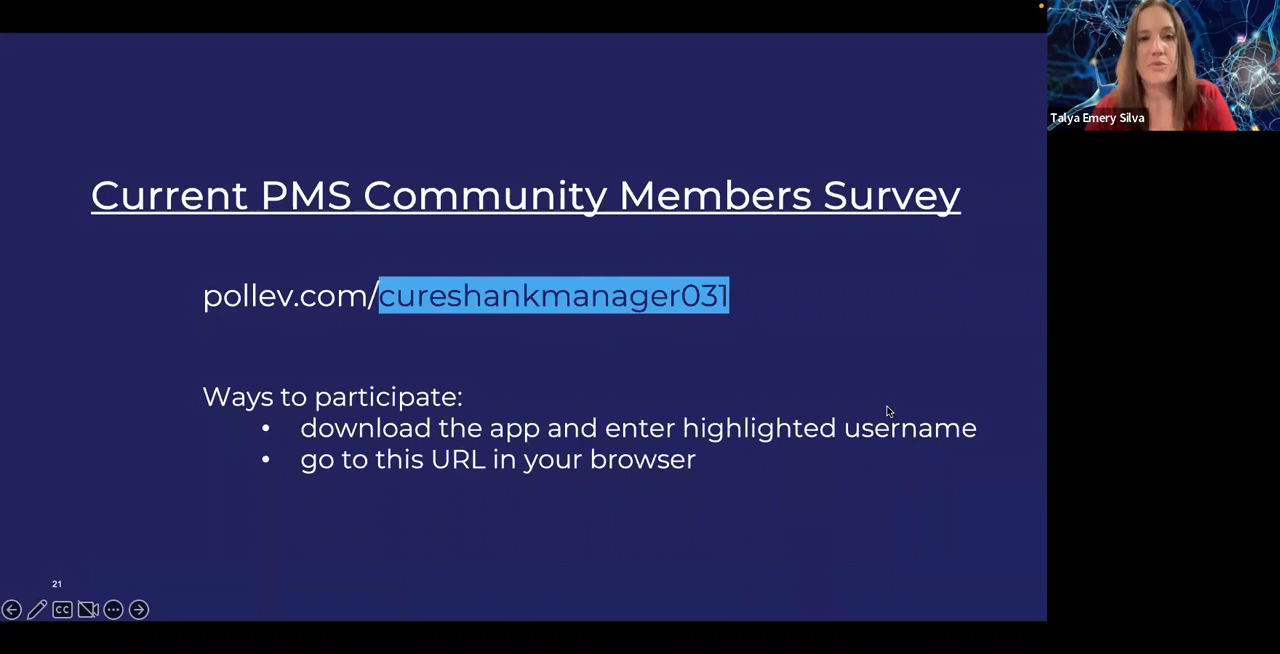 Talya Emery Silva
Current PMS Community Members Survey
pollev.com/cureshankmanager031
Ways to participate:
• download the app and enter highlighted username
• go to this URL in your browser
21
CC